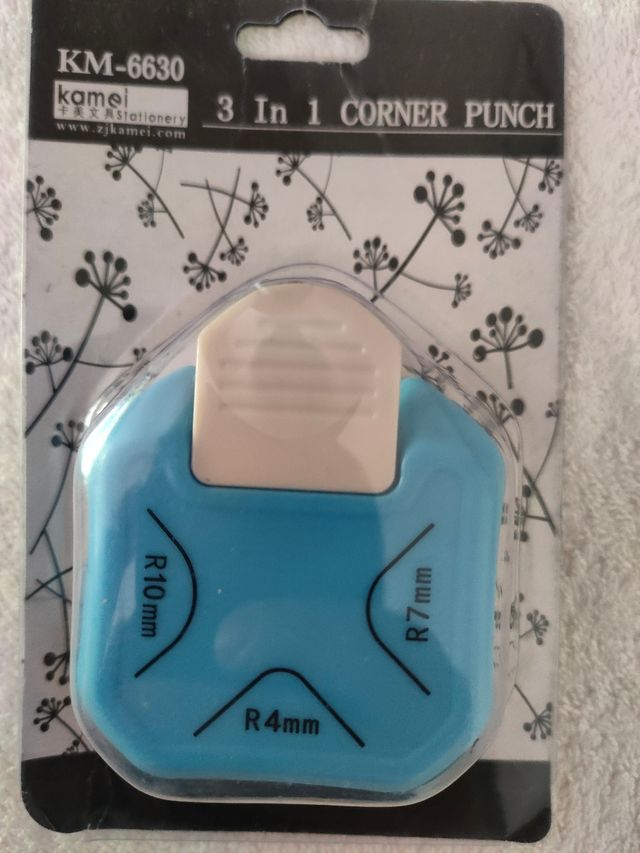 KM-6630
kamei
卡美文具Stationery
www.zjkamei.com
3 In 1 CORNER PUNCH
R10mm
R7mm
R4mm